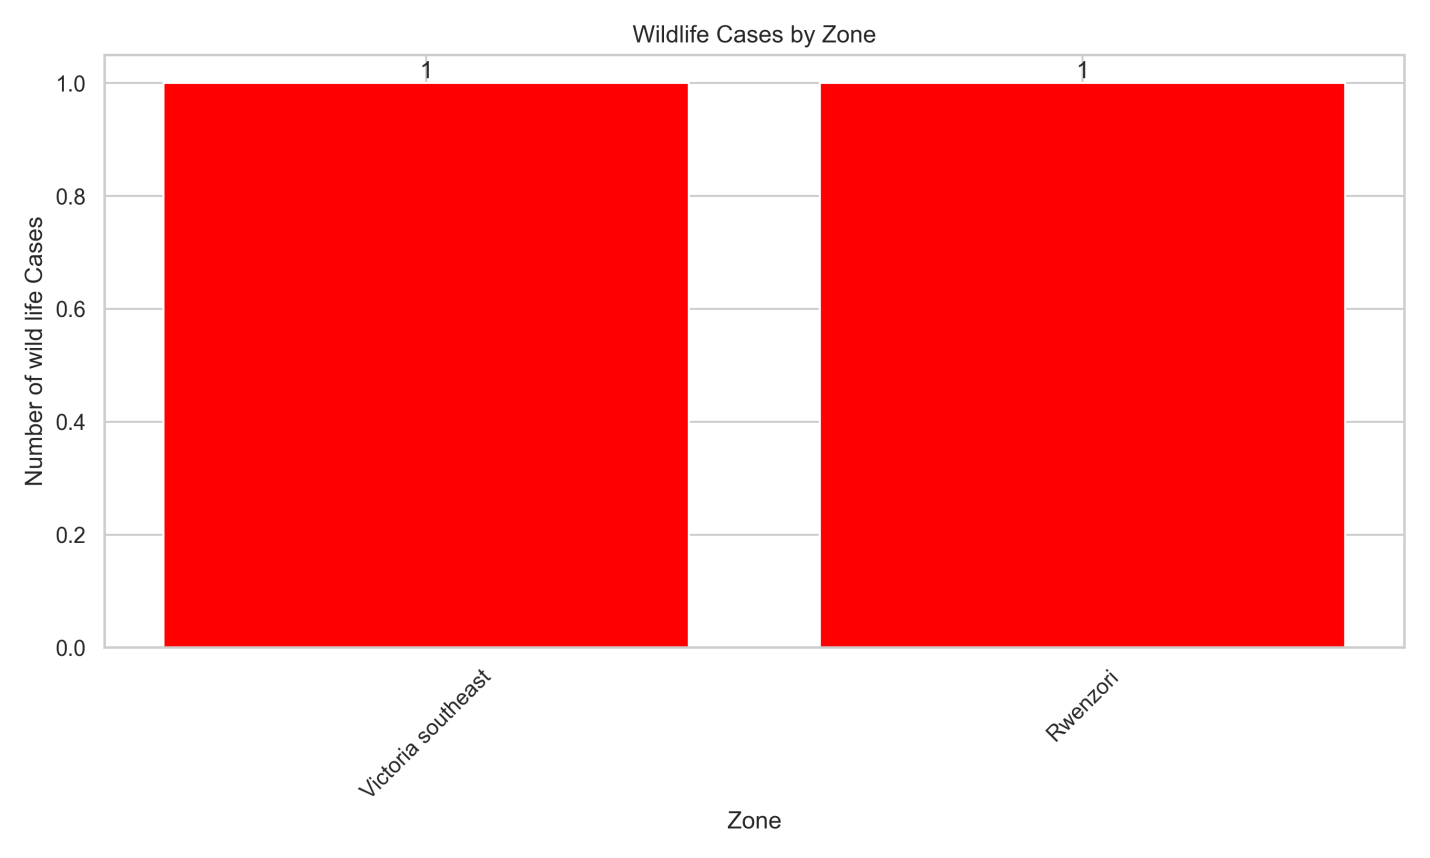 Wildlife Cases by Zone
1 1
1.0
0.8
0.6
0.4
0.2
0.0
Number of wild life Cases
Victoria southeast
Rwenzori
Zone